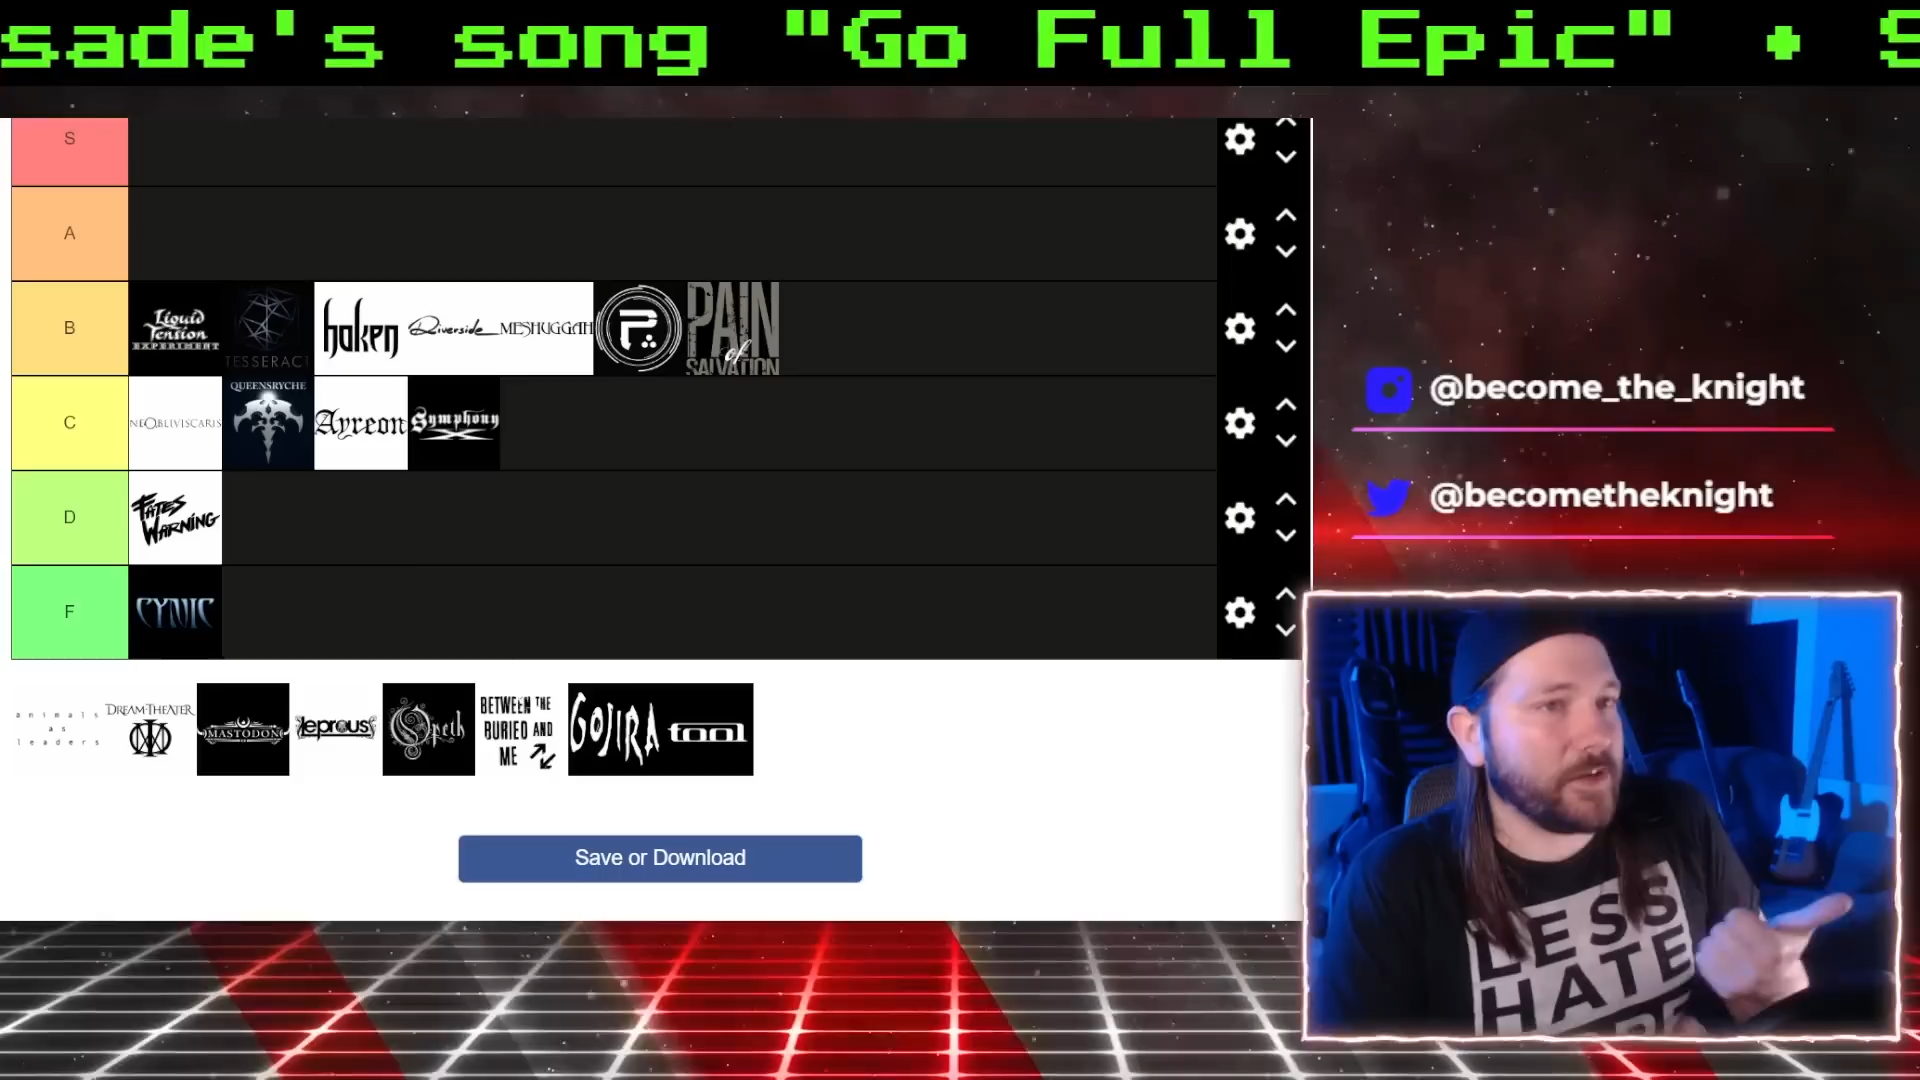 sade's song "Go Full Epic" • S
S
A
B
Liquid
Tension
EXPERIMENT
TESSERACT
haken
Riverside
MESHUGGAH
P
PAIN
of
SALVATION
C
NE OBLIVISCARIS
QUEENSRYCHE
Ayreon
Symphony
X
D
FATES
WARNING
F
CYNIC
animals
as
leaders
DREAM THEATER
MASTODON
leprous
Opeth
BETWEEN THE
BURIED AND
ME
GOJIRA
TOOL
Save or Download
@become_the_knight
@becometheknight
LESS
HATE